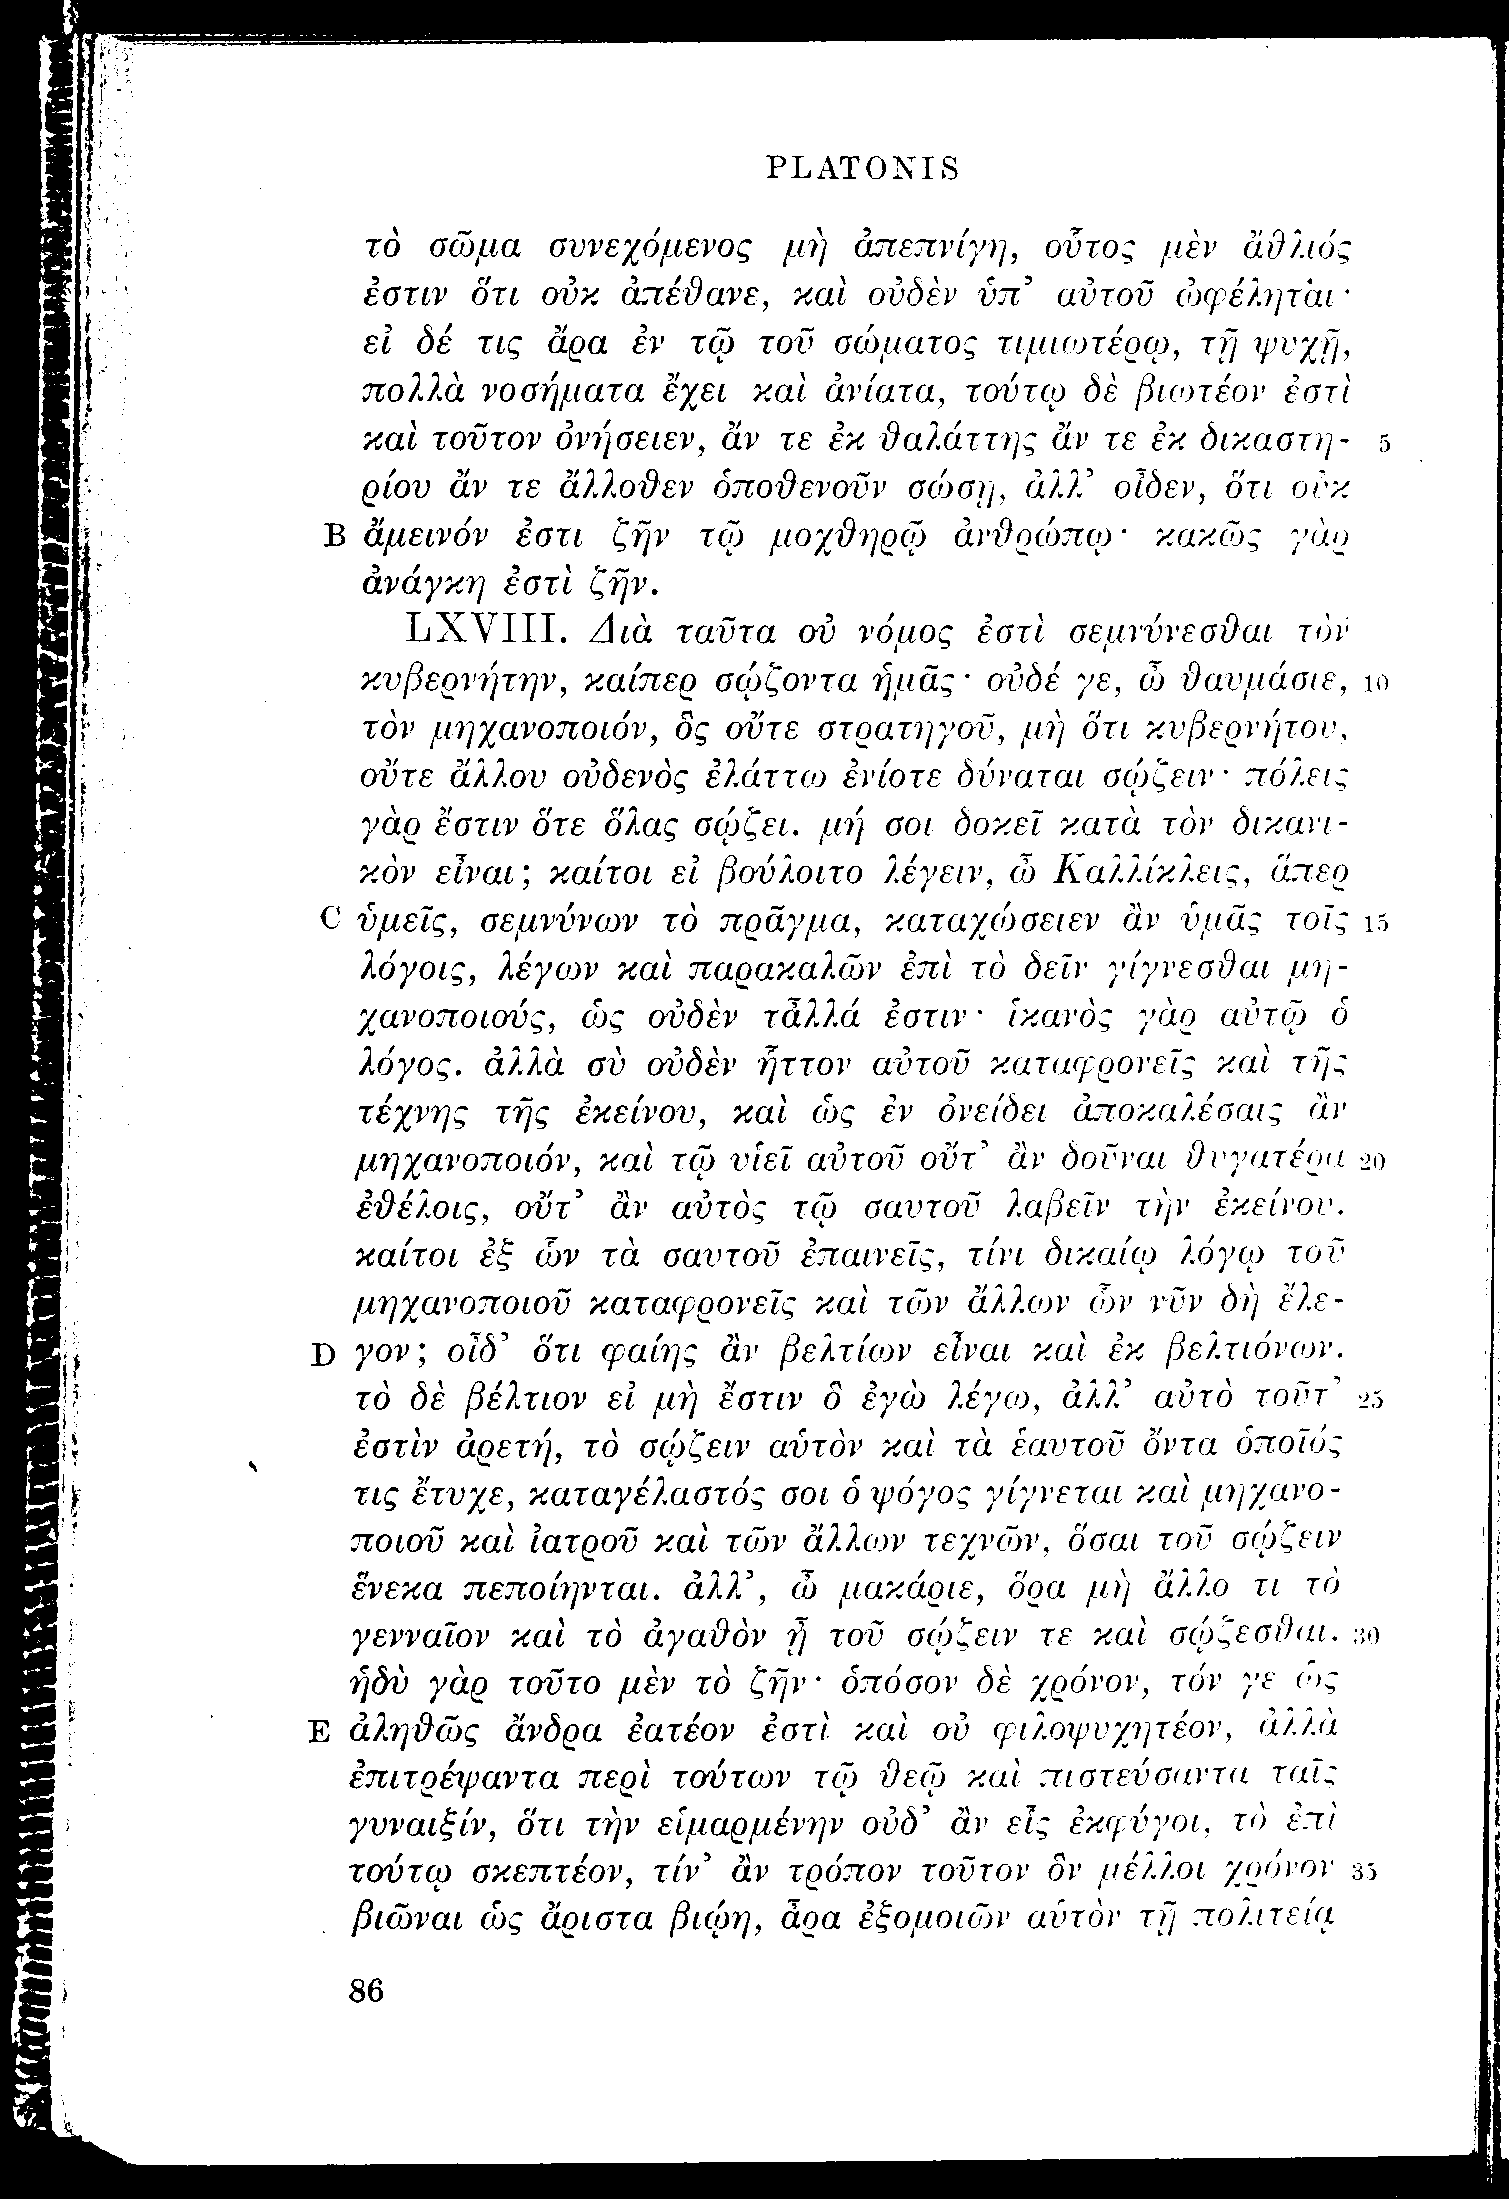 PLATONIS
τὸ σῶμα συνεχόμενος μὴ ἀπεπνίγη, οὗτος μὲν ἄθλιός
ἐστιν ὅτι οὐκ ἀπέθανε, καὶ οὐδὲν ὑπ’ αὐτοῦ ὠφέληται·
εἰ δέ τις ἄρα ἐν τῷ τοῦ σώματος τιμιωτέρῳ, τῇ ψυχῇ,
πολλὰ νοσήματα ἔχει καὶ ἀνίατα, τούτῳ δὲ βιωτέον ἐστὶ
καὶ τοῦτον ὀνήσειεν, ἄν τε ἐκ θαλάττης ἄν τε ἐκ δικαστη- 5
ρίου ἄν τε ἄλλοθεν ὁποθενοῦν σώσῃ, ἀλλ’ οἶδεν, ὅτι οὐκ
B ἄμεινόν ἐστι ζῆν τῷ μοχθηρῷ ἀνθρώπῳ· κακῶς γὰρ
ἀνάγκη ἐστὶ ζῆν.
LXVIII. Διὰ ταῦτα οὐ νόμος ἐστὶ σεμνύνεσθαι τὸν
κυβερνήτην, καίπερ σῴζοντα ἡμᾶς· οὐδέ γε, ὦ θαυμάσιε, 10
τὸν μηχανοποιόν, ὃς οὔτε στρατηγοῦ, μὴ ὅτι κυβερνήτου,
οὔτε ἄλλου οὐδενὸς ἐλάττω ἐνίοτε δύναται σῴζειν· πόλεις
γὰρ ἔστιν ὅτε ὅλας σῴζει. μή σοι δοκεῖ κατὰ τὸν δικανι-
κὸν εἶναι; καίτοι εἰ βούλοιτο λέγειν, ὦ Καλλίκλεις, ἅπερ
C ὑμεῖς, σεμνύνων τὸ πρᾶγμα, καταχώσειεν ἂν ὑμᾶς τοῖς 15
λόγοις, λέγων καὶ παρακαλῶν ἐπὶ τὸ δεῖν γίγνεσθαι μη-
χανοποιούς, ὡς οὐδὲν τἆλλά ἐστιν· ἱκανὸς γὰρ αὐτῷ ὁ
λόγος. ἀλλὰ σὺ οὐδὲν ἧττον αὐτοῦ καταφρονεῖς καὶ τῆς
τέχνης τῆς ἐκείνου, καὶ ὡς ἐν ὀνείδει ἀποκαλέσαις ἂν
μηχανοποιόν, καὶ τῷ υἱεῖ αὐτοῦ οὔτ’ ἂν δοῦναι θυγατέρα 20
ἐθέλοις, οὔτ’ ἂν αὐτὸς τῷ σαυτοῦ λαβεῖν τὴν ἐκείνου.
καίτοι ἐξ ὧν τὰ σαυτοῦ ἐπαινεῖς, τίνι δικαίῳ λόγῳ τοῦ
μηχανοποιοῦ καταφρονεῖς καὶ τῶν ἄλλων ὧν νῦν δὴ ἔλε-
D γον; οἶδ’ ὅτι φαίης ἂν βελτίων εἶναι καὶ ἐκ βελτιόνων.
τὸ δὲ βέλτιον εἰ μὴ ἔστιν ὃ ἐγὼ λέγω, ἀλλ’ αὐτὸ τοῦτ’ 25
ἐστὶν ἀρετή, τὸ σῴζειν αὑτὸν καὶ τὰ ἑαυτοῦ ὄντα ὁποῖός
τις ἔτυχε, καταγέλαστός σοι ὁ ψόγος γίγνεται καὶ μηχανο-
ποιοῦ καὶ ἰατροῦ καὶ τῶν ἄλλων τεχνῶν, ὅσαι τοῦ σῴζειν
ἕνεκα πεποίηνται. ἀλλ’, ὦ μακάριε, ὅρα μὴ ἄλλο τι τὸ
γενναῖον καὶ τὸ ἀγαθὸν ᾖ τοῦ σῴζειν τε καὶ σῴζεσθαι. 30
ἡδὺ γὰρ τοῦτο μὲν τὸ ζῆν· ὁπόσον δὲ χρόνον, τόν γε ὡς
E ἀληθῶς ἄνδρα ἐατέον ἐστὶ καὶ οὐ φιλοψυχητέον, ἀλλὰ
ἐπιτρέψαντα περὶ τούτων τῷ θεῷ καὶ πιστεύσαντα ταῖς
γυναιξίν, ὅτι τὴν εἱμαρμένην οὐδ’ ἂν εἷς ἐκφύγοι, τὸ ἐπὶ
τούτῳ σκεπτέον, τίν’ ἂν τρόπον τοῦτον ὃν μέλλοι χρόνον 35
βιῶναι ὡς ἄριστα βιῴη, ἆρα ἐξομοιῶν αὑτὸν τῇ πολιτείᾳ
86